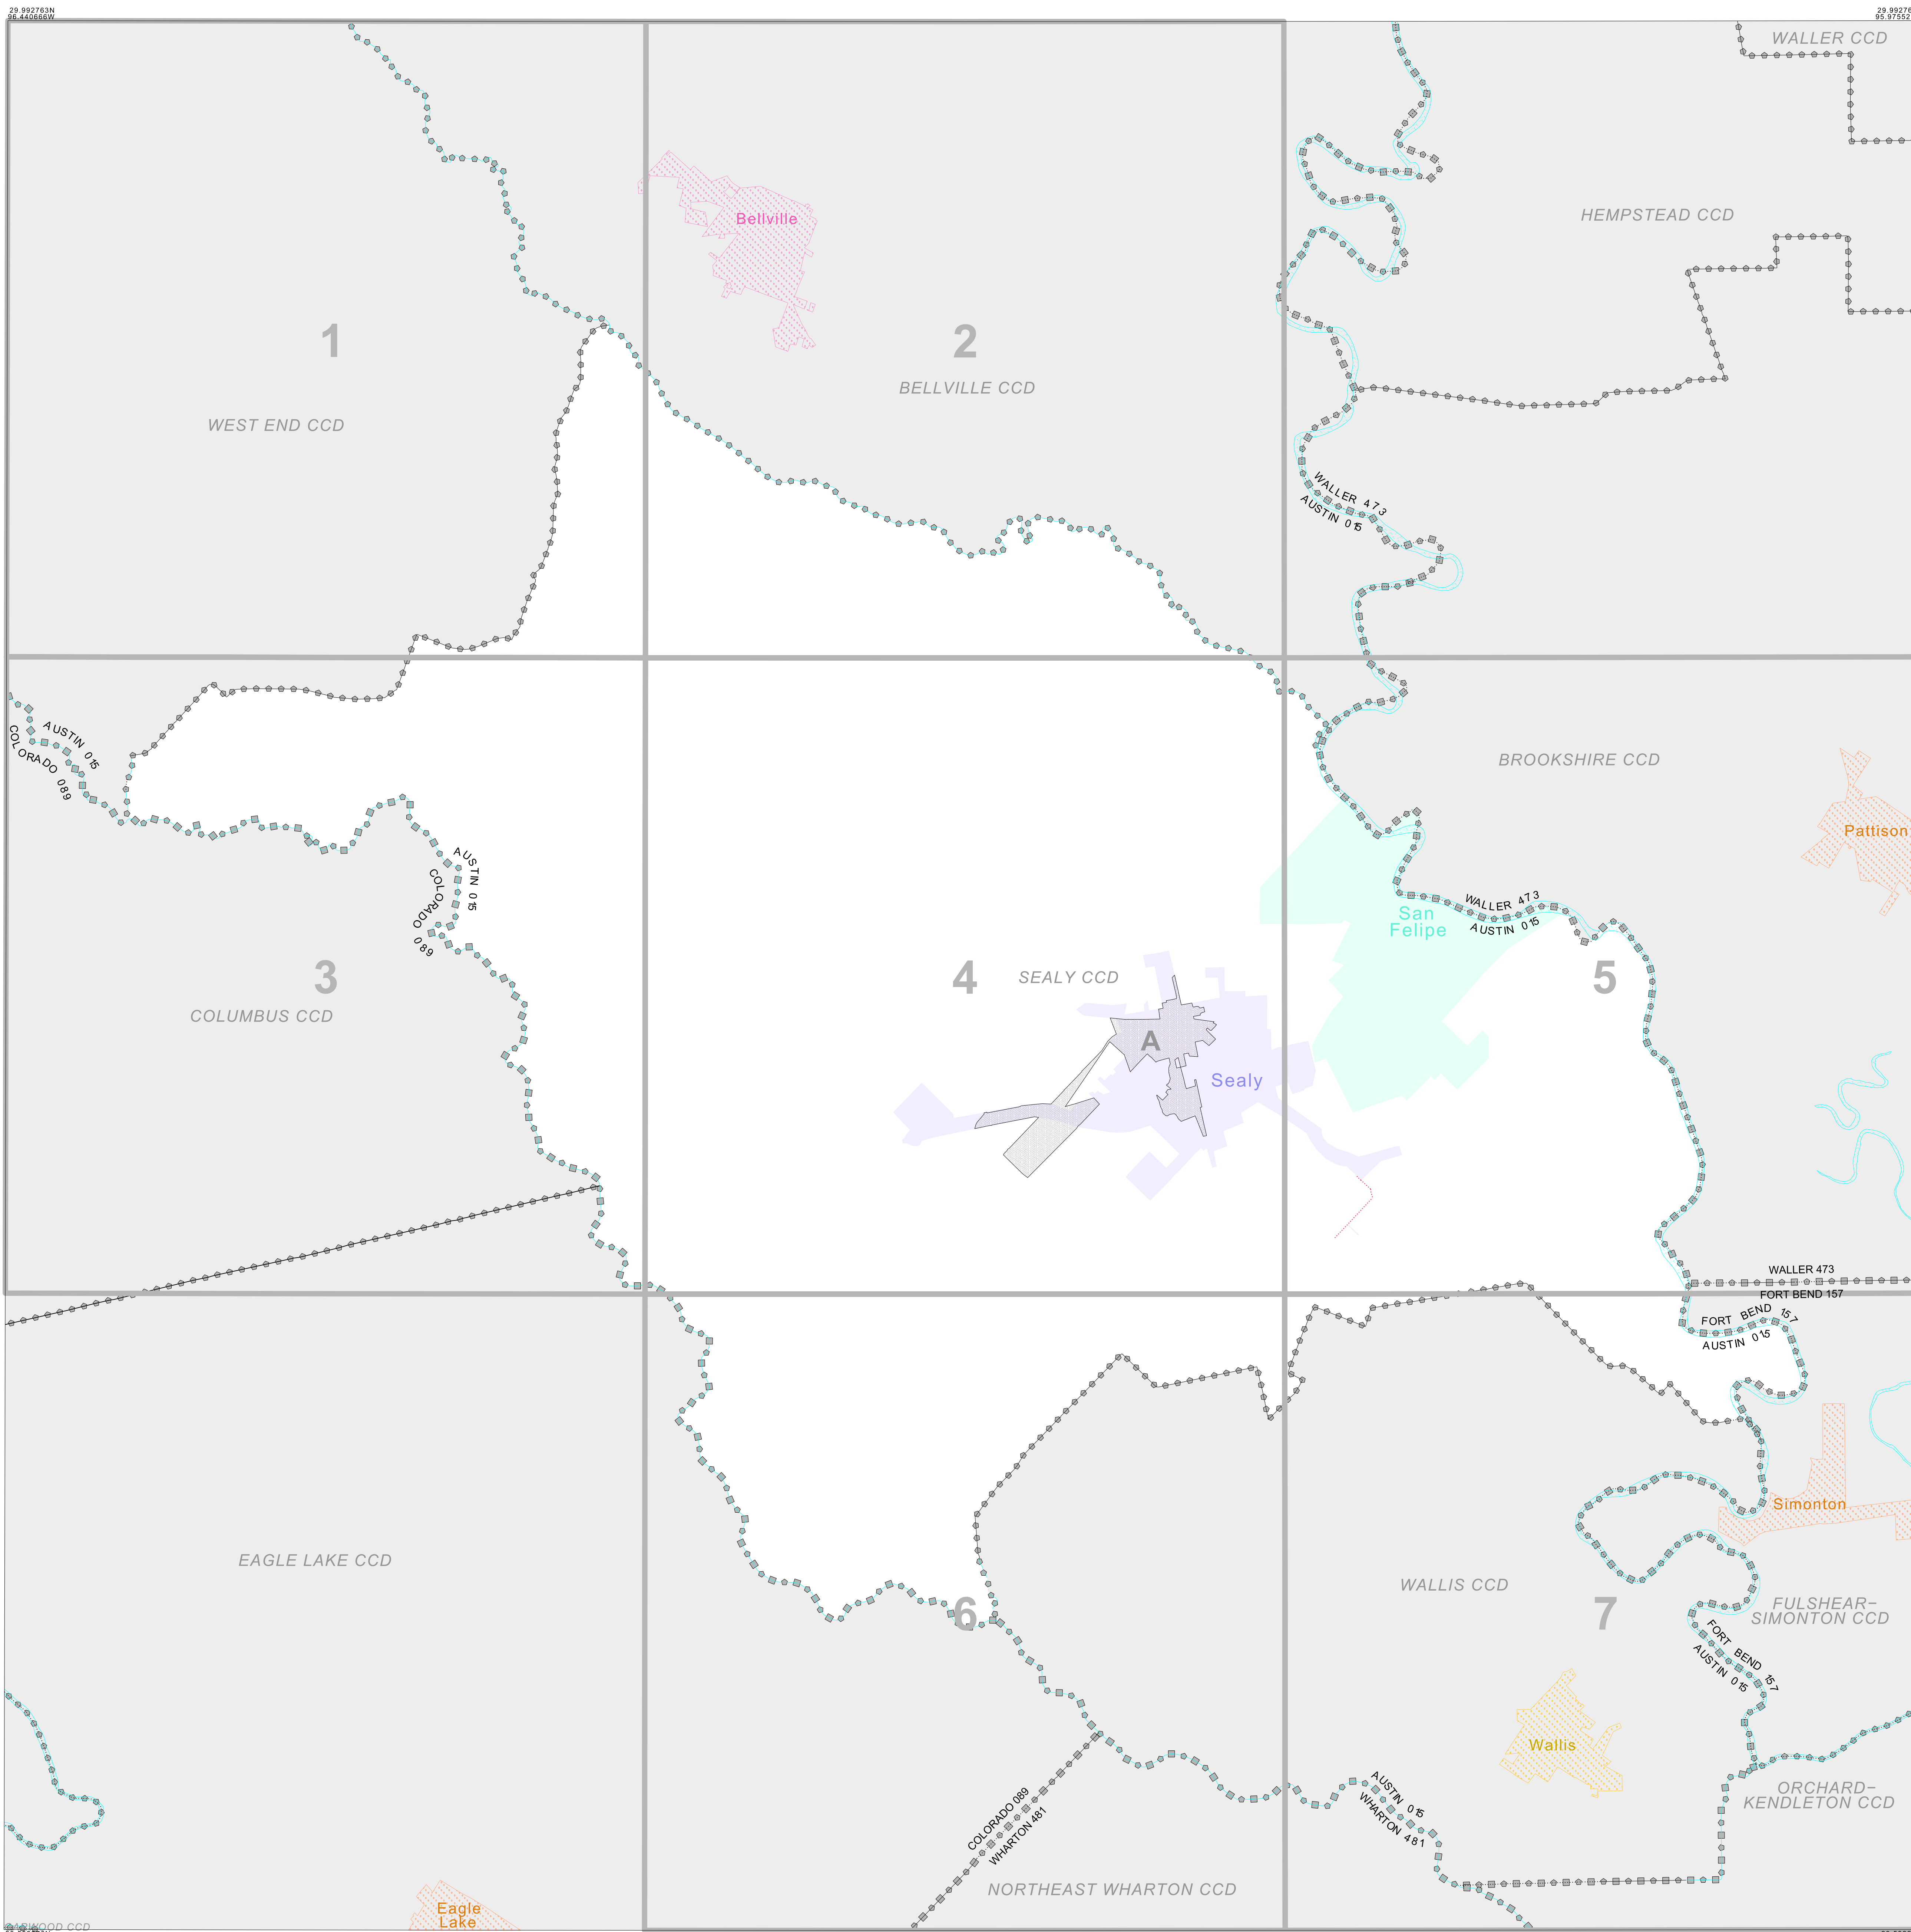 29.992763N
96.440666W
29.99276
95.97552
WALLER CCD
HEMPSTEAD CCD
Bellville
1
2
BELLVILLE CCD
WEST END CCD
WALLER 473
AUSTIN 015
AUSTIN 015
COLORADO 089
BROOKSHIRE CCD
Pattison
AUSTIN 015
COLORADO 089
WALLER 473
AUSTIN 015
San
Felipe
3
4
SEALY CCD
5
COLUMBUS CCD
A
Sealy
WALLER 473
FORT BEND 157
FORT BEND 157
AUSTIN 015
Simonton
EAGLE LAKE CCD
WALLIS CCD
6
7
FULSHEAR-
SIMONTON CCD
FORT BEND 157
AUSTIN 015
Wallis
ORCHARD-
KENDLETON CCD
AUSTIN 015
WHARTON 481
COLORADO 089
WHARTON 481
NORTHEAST WHARTON CCD
Eagle
Lake
GARWOOD CCD